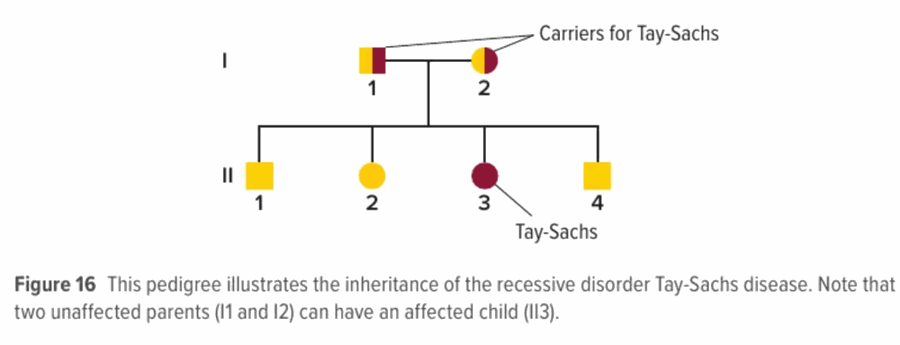 Carriers for Tay-Sachs
I
1 2
II
1 2 3 4
Tay-Sachs
Figure 16 This pedigree illustrates the inheritance of the recessive disorder Tay-Sachs disease. Note that
two unaffected parents (I1 and I2) can have an affected child (II3).